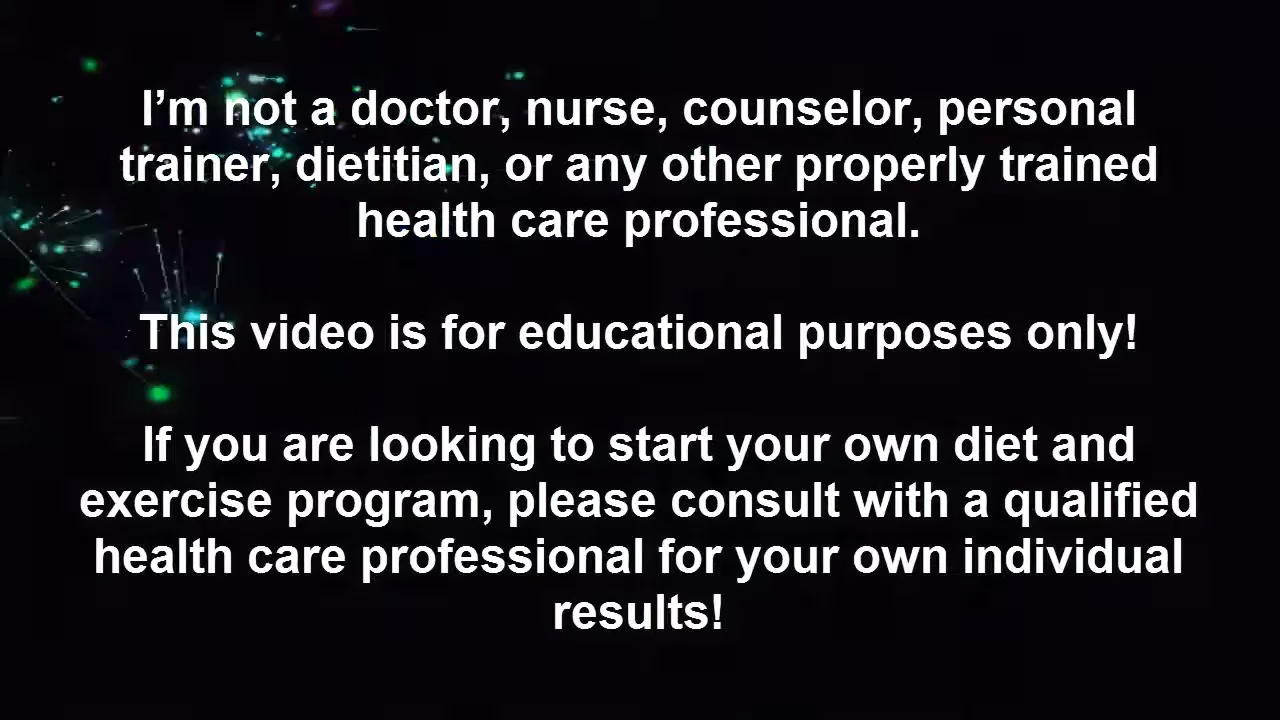 I’m not a doctor, nurse, counselor, personal
trainer, dietitian, or any other properly trained
health care professional.
This video is for educational purposes only!
If you are looking to start your own diet and
exercise program, please consult with a qualified
health care professional for your own individual
results!